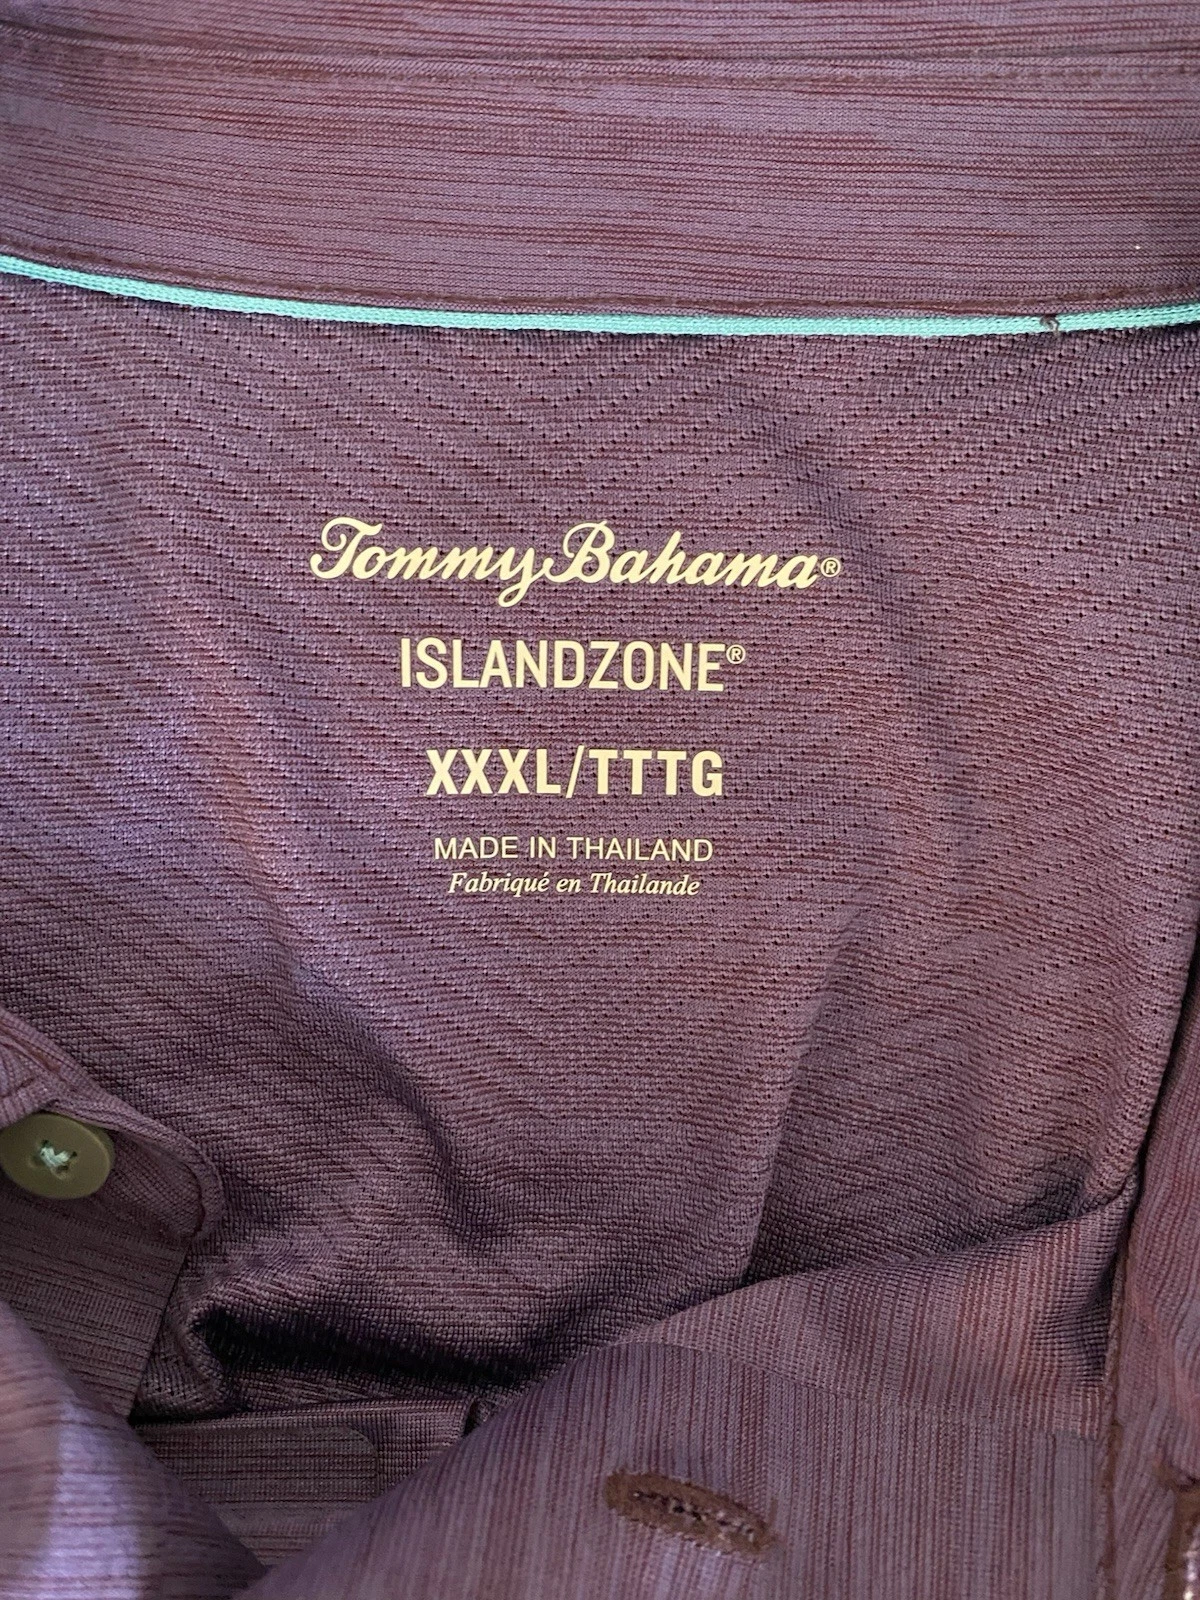 Tommy Bahama®
ISLANDZONE®
XXXL/TTTG
MADE IN THAILAND
Fabriqué en Thailande